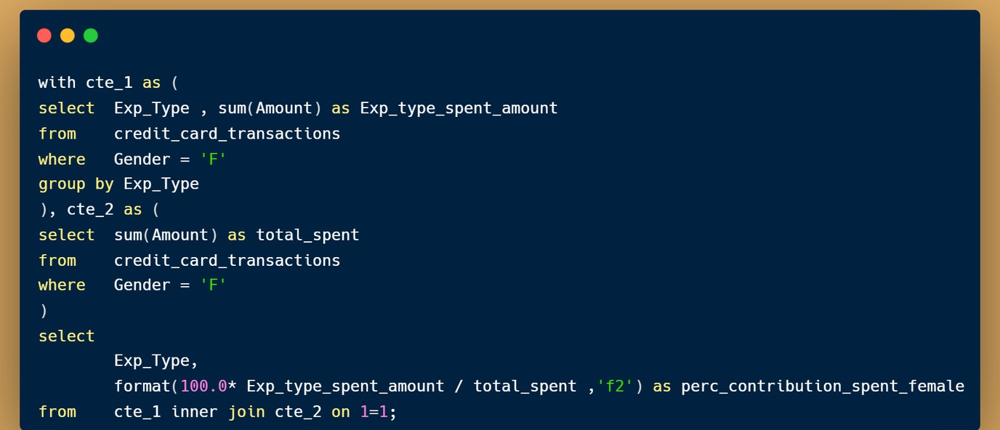 with cte_1 as (
select  Exp_Type , sum(Amount) as Exp_type_spent_amount
from    credit_card_transactions
where   Gender = 'F'
group by Exp_Type
), cte_2 as (
select  sum(Amount) as total_spent
from    credit_card_transactions
where   Gender = 'F'
)
select
        Exp_Type,
        format(100.0* Exp_type_spent_amount / total_spent ,'f2') as perc_contribution_spent_female
from    cte_1 inner join cte_2 on 1=1;